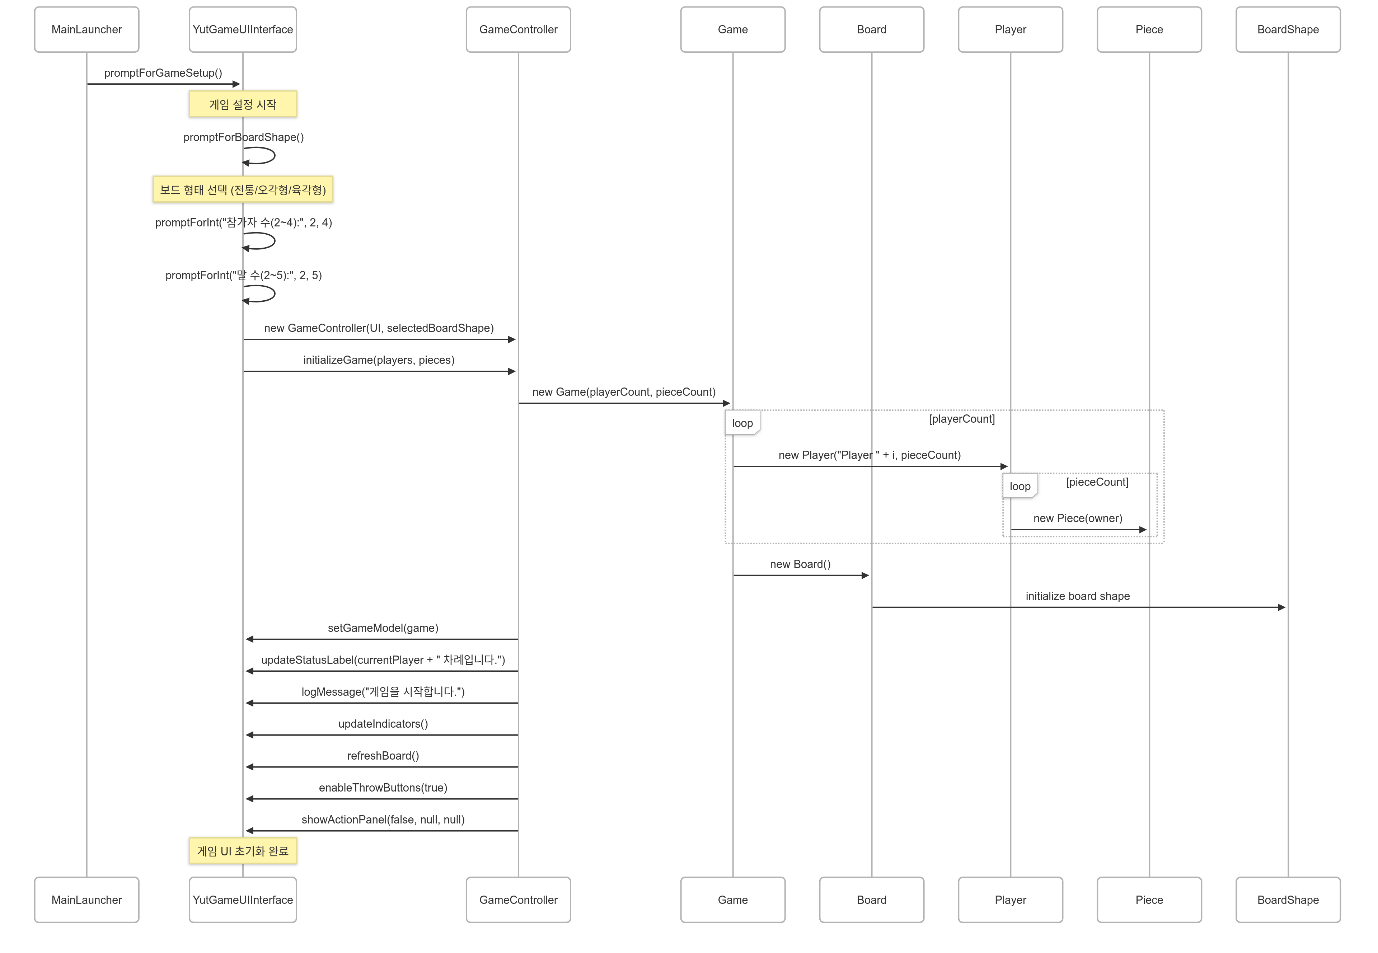 MainLauncher
YutGameUIInterface
GameController
Game
Board
Player
Piece
BoardShape
promptForGameSetup()
게임 설정 시작
promptForBoardShape()
보드 형태 선택 (전통/오각형/육각형)
promptForInt("참가자 수(2~4):", 2, 4)
promptForInt("말 수(2~5):", 2, 5)
new GameController(UI, selectedBoardShape)
initializeGame(players, pieces)
new Game(playerCount, pieceCount)
loop
[playerCount]
new Player("Player " + i, pieceCount)
loop
[pieceCount]
new Piece(owner)
new Board()
initialize board shape
setGameModel(game)
updateStatusLabel(currentPlayer + " 차례입니다.")
logMessage("게임을 시작합니다.")
updateIndicators()
refreshBoard()
enableThrowButtons(true)
showActionPanel(false, null, null)
게임 UI 초기화 완료
MainLauncher
YutGameUIInterface
GameController
Game
Board
Player
Piece
BoardShape